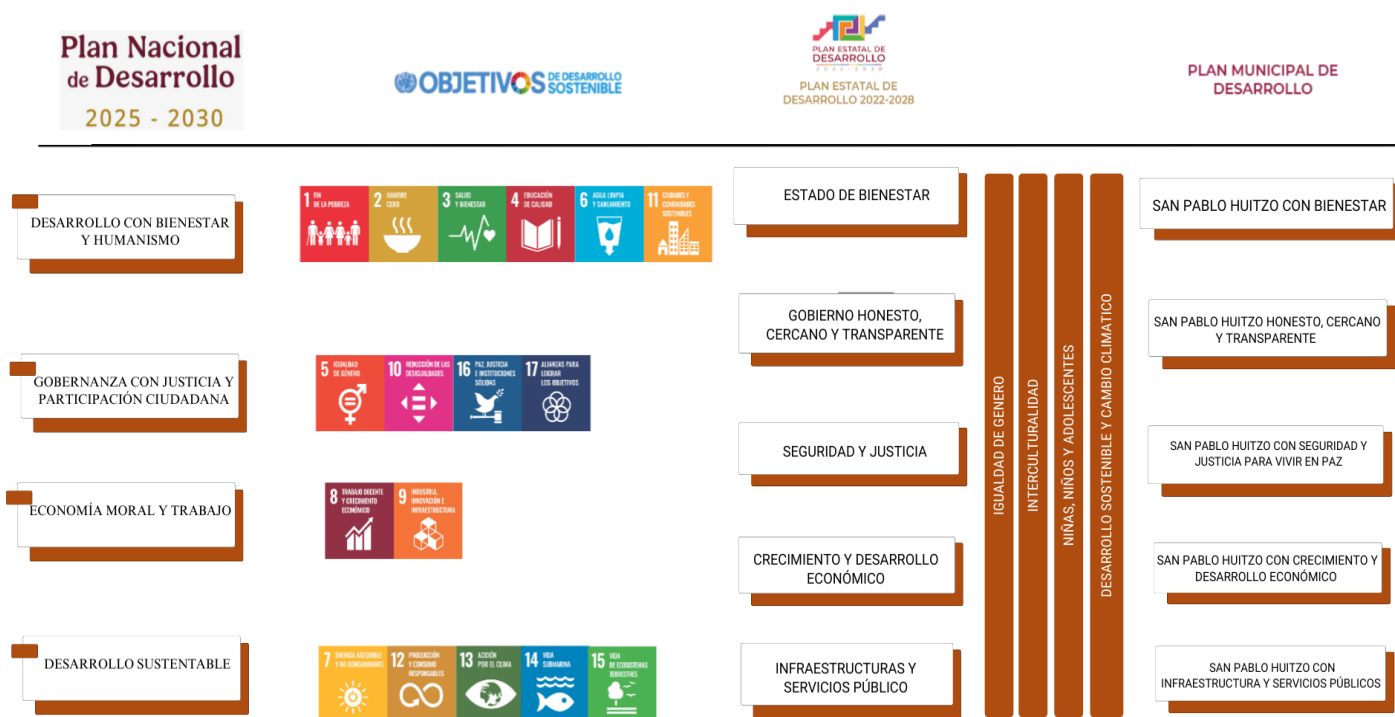 Plan Nacional
de Desarrollo
2025 - 2030
OBJETIVOS DE DESARROLLO
SOSTENIBLE
PLAN ESTATAL DE
DESARROLLO
2022-2028
PLAN ESTATAL DE
DESARROLLO 2022-2028
PLAN MUNICIPAL DE
DESARROLLO
DESARROLLO CON BIENESTAR
Y HUMANISMO
1 FIN
DE LA POBREZA
2 HAMBRE
CERO
3 SALUD
Y BIENESTAR
4 EDUCACIÓN
DE CALIDAD
6 AGUA LIMPIA
Y SANEAMIENTO
11 CIUDADES Y
COMUNIDADES
SOSTENIBLES
ESTADO DE BIENESTAR
SAN PABLO HUITZO CON BIENESTAR
GOBERNANZA CON JUSTICIA Y
PARTICIPACIÓN CIUDADANA
5 IGUALDAD
DE GÉNERO
10 REDUCCIÓN DE LAS
DESIGUALDADES
16 PAZ, JUSTICIA
E INSTITUCIONES
SÓLIDAS
17 ALIANZAS PARA
LOGRAR
LOS OBJETIVOS
GOBIERNO HONESTO,
CERCANO Y TRANSPARENTE
SAN PABLO HUITZO HONESTO, CERCANO
Y TRANSPARENTE
ECONOMÍA MORAL Y TRABAJO
8 TRABAJO DECENTE
Y CRECIMIENTO
ECONÓMICO
9 INDUSTRIA,
INNOVACIÓN E
INFRAESTRUCTURA
SEGURIDAD Y JUSTICIA
SAN PABLO HUITZO CON SEGURIDAD Y
JUSTICIA PARA VIVIR EN PAZ
CRECIMIENTO Y DESARROLLO
ECONÓMICO
SAN PABLO HUITZO CON CRECIMIENTO Y
DESARROLLO ECONÓMICO
DESARROLLO SUSTENTABLE
7 ENERGÍA ASEQUIBLE
Y NO CONTAMINANTE
12 PRODUCCIÓN
Y CONSUMO
RESPONSABLES
13 ACCIÓN
POR EL CLIMA
14 VIDA
SUBMARINA
15 VIDA
DE ECOSISTEMAS
TERRESTRES
INFRAESTRUCTURAS Y
SERVICIOS PÚBLICO
SAN PABLO HUITZO CON
INFRAESTRUCTURA Y SERVICIOS PÚBLICOS
IGUALDAD DE GENERO
INTERCULTURALIDAD
NIÑAS, NIÑOS Y ADOLESCENTES
DESARROLLO SOSTENIBLE Y CAMBIO CLIMATICO